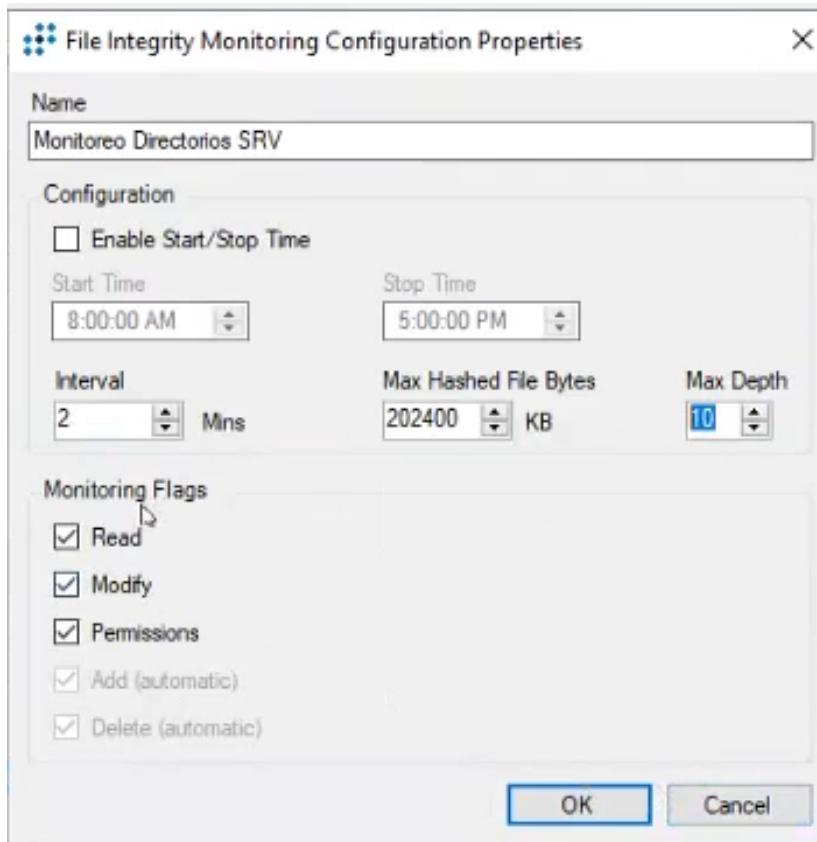 File Integrity Monitoring Configuration Properties
Name
Monitoreo Directorios SRV
Configuration
Enable Start/Stop Time
Start Time Stop Time
8:00:00 AM 5:00:00 PM
Interval Max Hashed File Bytes Max Depth
2 Mins 202400 KB 10
Monitoring Flags
Read
Modify
Permissions
Add (automatic)
Delete (automatic)
OK Cancel